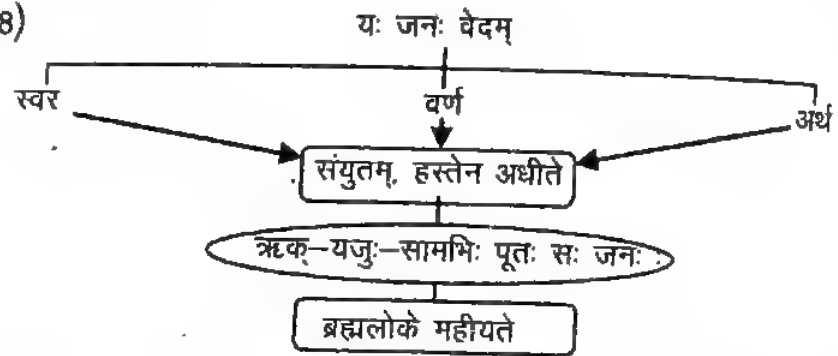 8)
यः जनः वेदम्
स्वर वर्ण अर्थ
संयुतम्, हस्तेन अधीते
ऋक्-यजुः-सामभिः पूतः सः जनः
ब्रह्मलोके महीयते